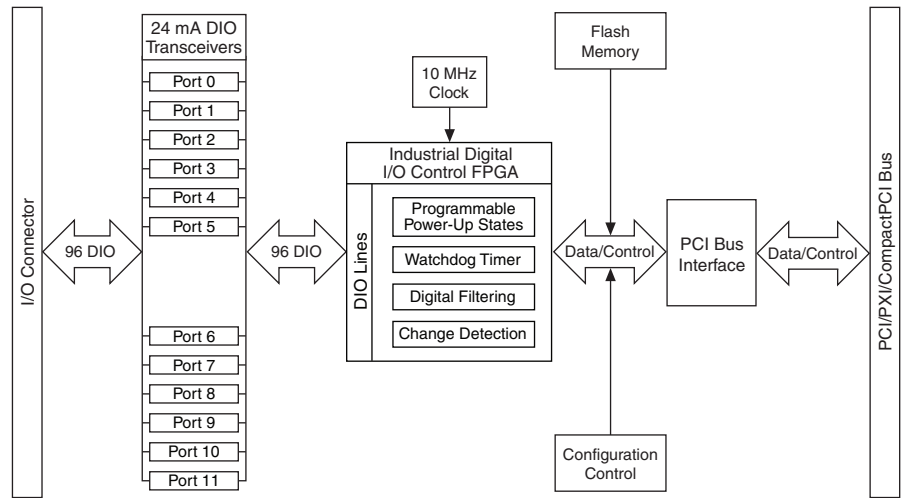 I/O Connector
96 DIO
24 mA DIO
Transceivers
Port 0
Port 1
Port 2
Port 3
Port 4
Port 5
Port 6
Port 7
Port 8
Port 9
Port 10
Port 11
96 DIO
10 MHz
Clock
Industrial Digital
I/O Control FPGA
DIO Lines
Programmable
Power-Up States
Watchdog Timer
Digital Filtering
Change Detection
Flash
Memory
Data/Control
Configuration
Control
PCI Bus
Interface
Data/Control
PCI/PXI/CompactPCI Bus